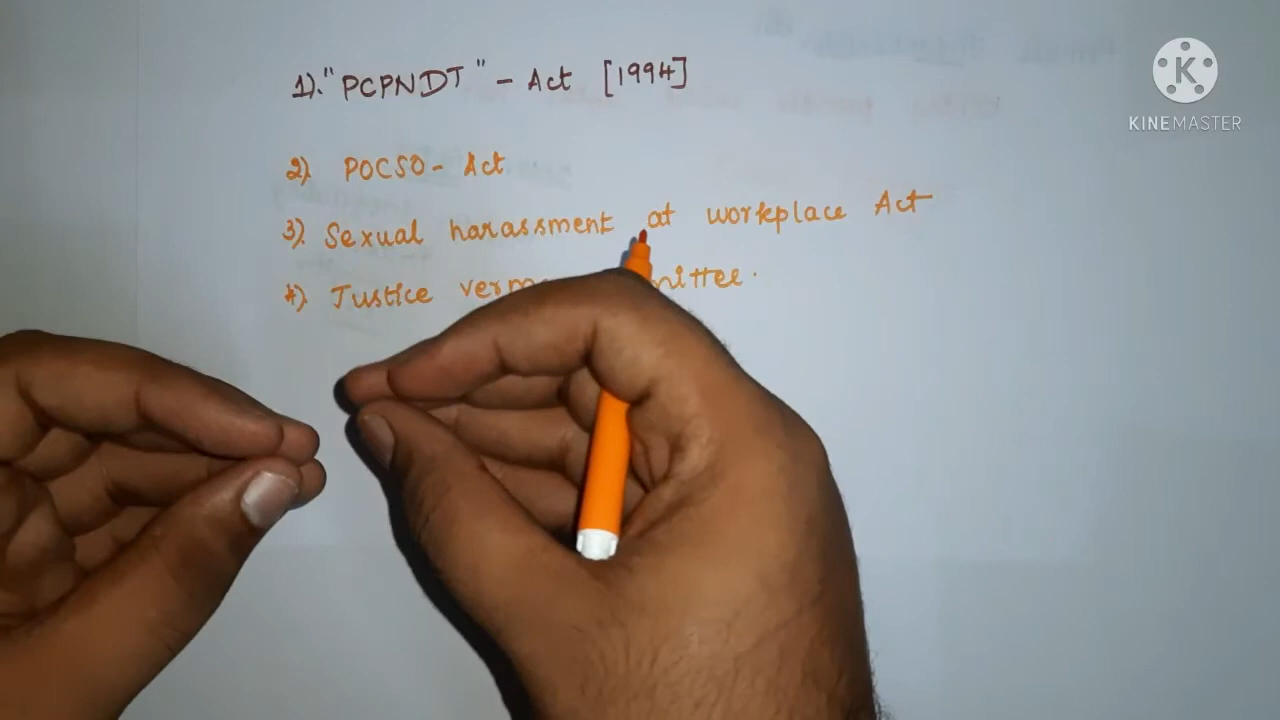 1). "PCPNDT" - Act [1994]
2). POCSO - Act
3). Sexual harassment at workplace Act
4). Justice
KINEMASTER